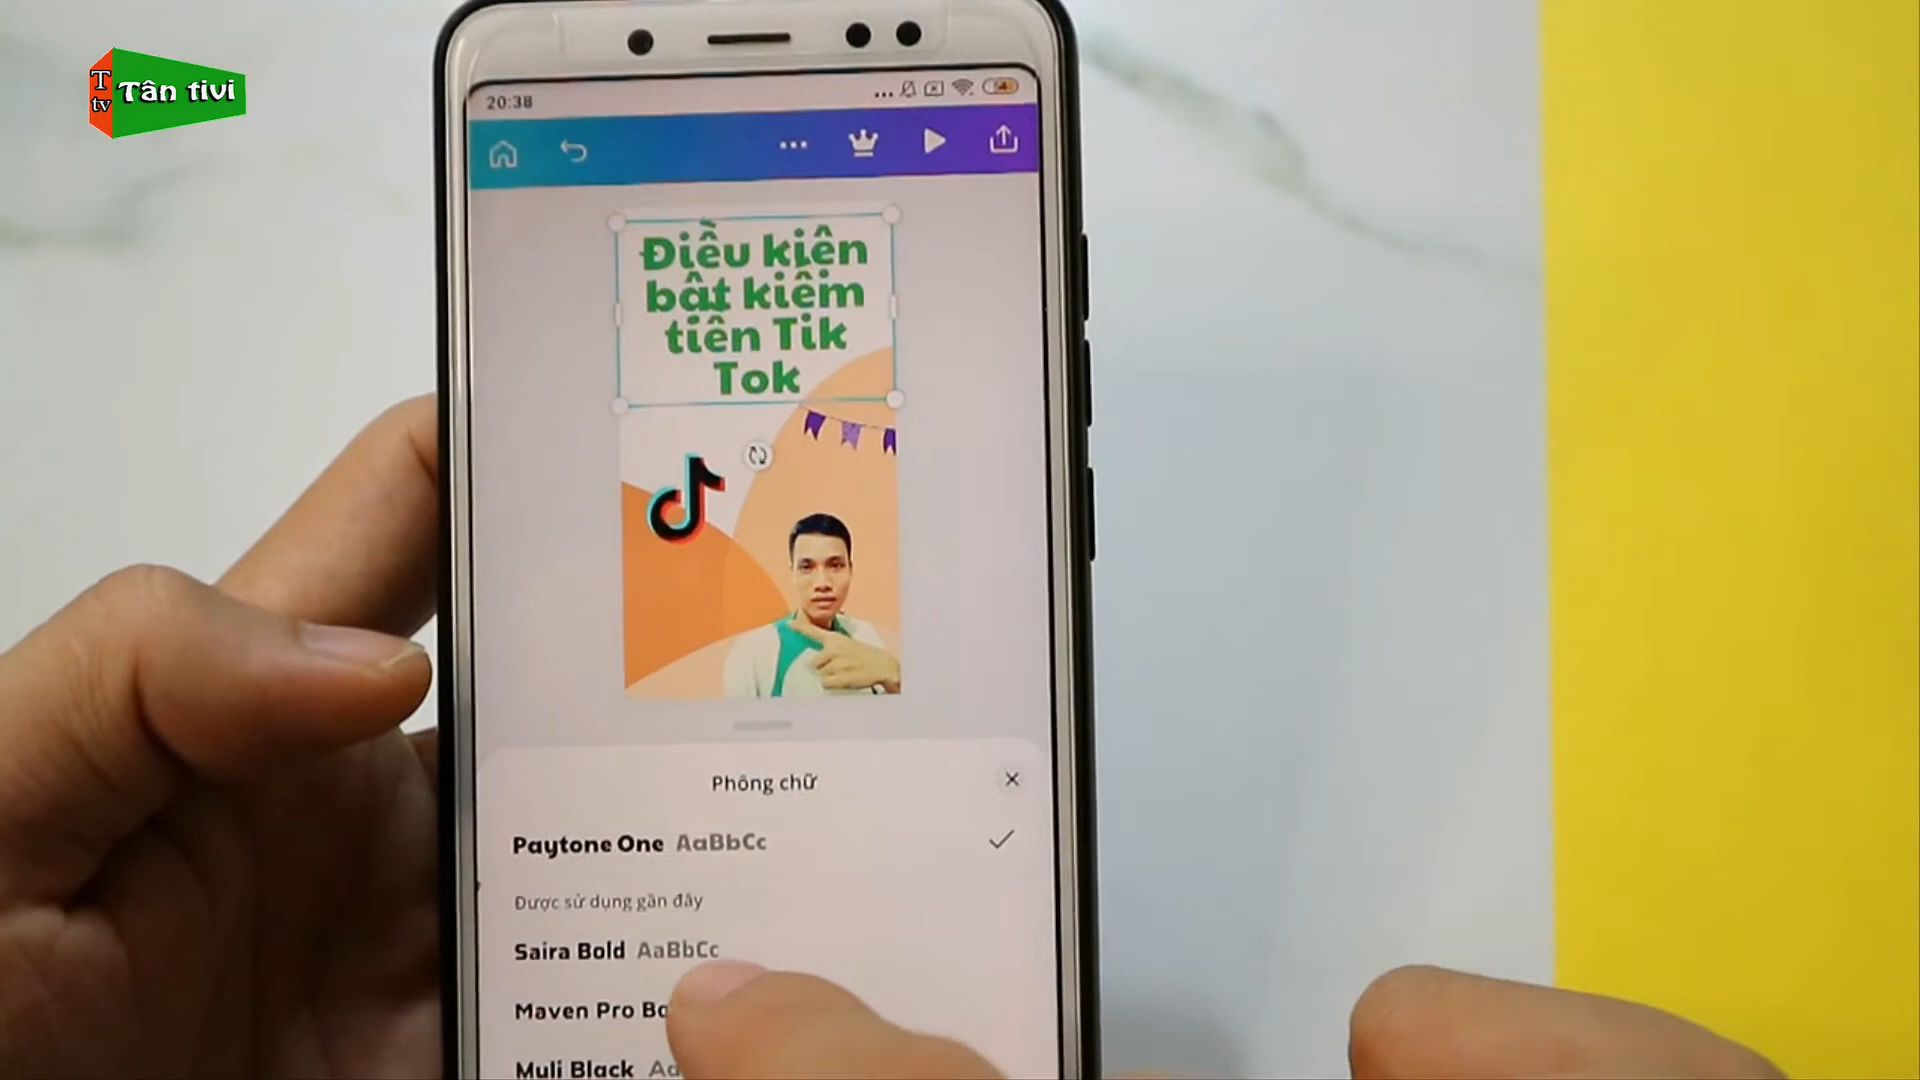 T
tv
Tân tivi
20:38
Điều kiện
bật kiếm
tiền Tik
Tok
Phông chữ
Paytone One AaBbCc
Được sử dụng gần đây
Saira Bold AaBbCc
Maven Pro
Muli Black